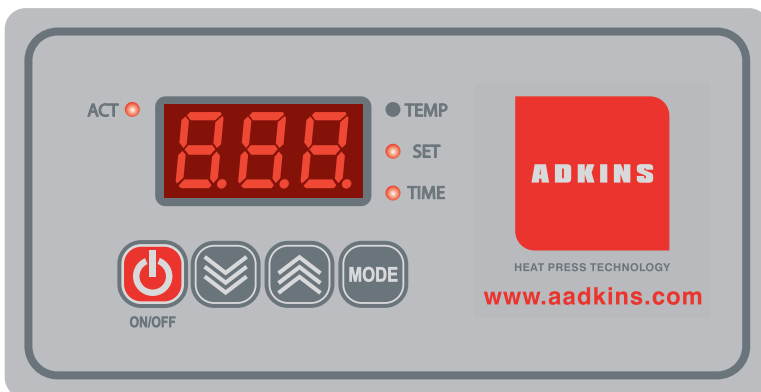 ACT
8.8.8.
TEMP
SET
TIME
MODE
ON/OFF
ADKINS
HEAT PRESS TECHNOLOGY
www.aadkins.com